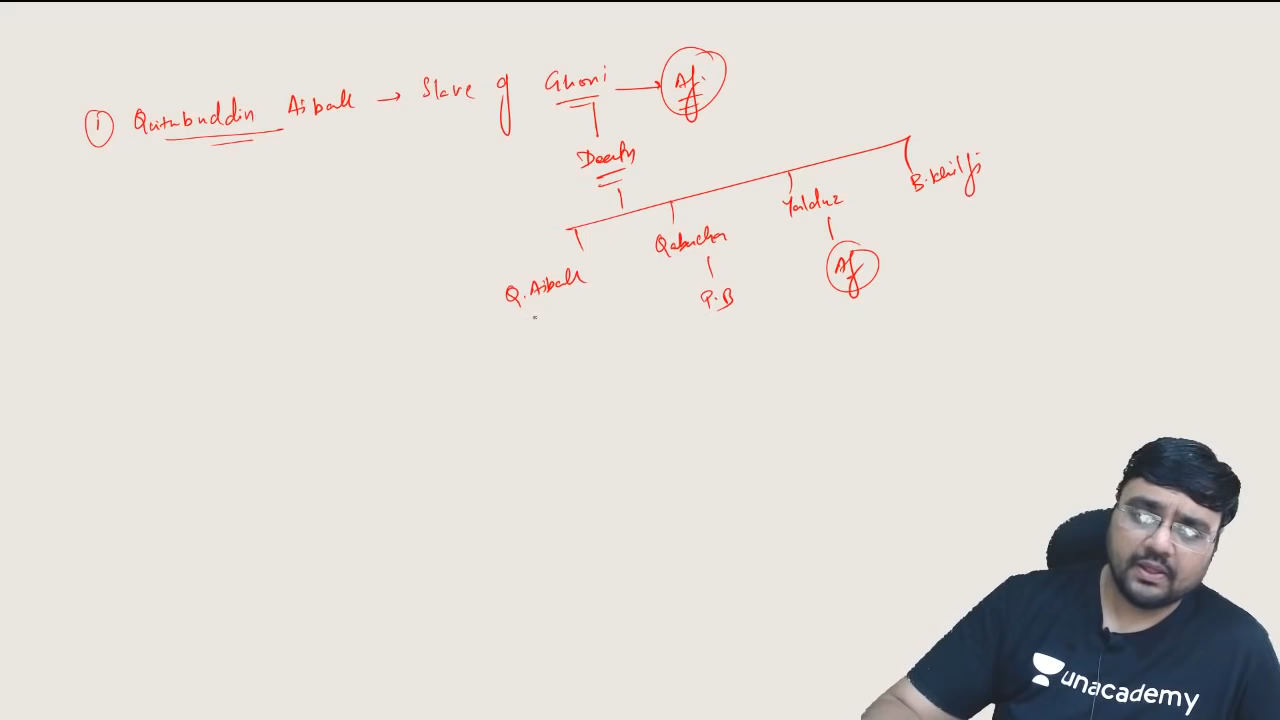 ① Qutubuddin Aibak → Slave of Ghori → Af.
Death
Q. Aibak Qabacha Yalduz B. Khilji
P.B Af
unacademy